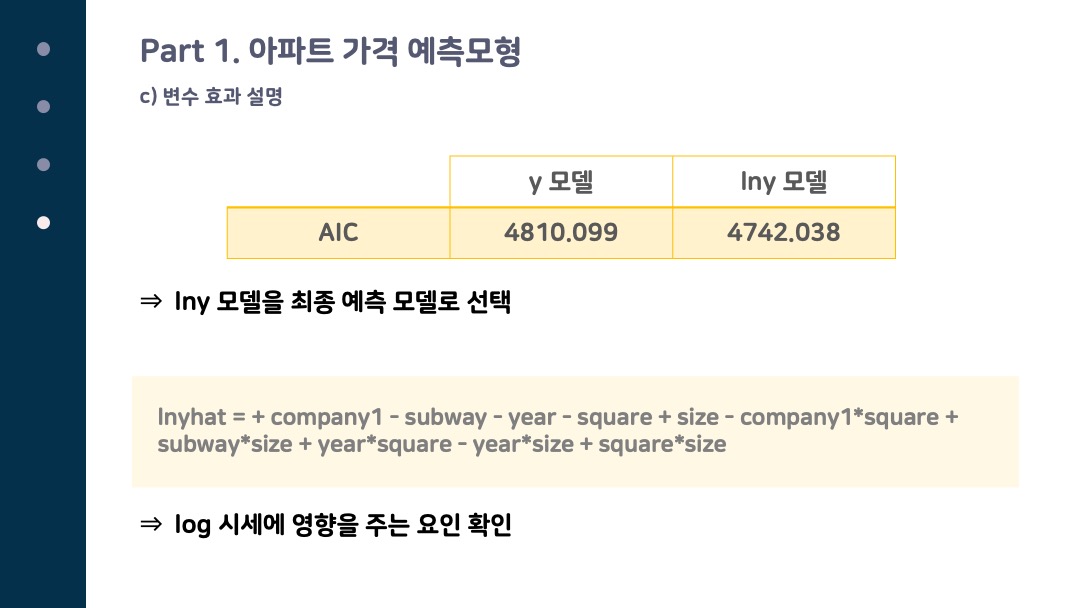 Part 1. 아파트 가격 예측모형
c) 변수 효과 설명
y 모델 lny 모델
AIC 4810.099 4742.038
⇒ lny 모델을 최종 예측 모델로 선택
lnyhat = + company1 - subway - year - square + size - company1*square +
subway*size + year*square - year*size + square*size
⇒ log 시세에 영향을 주는 요인 확인